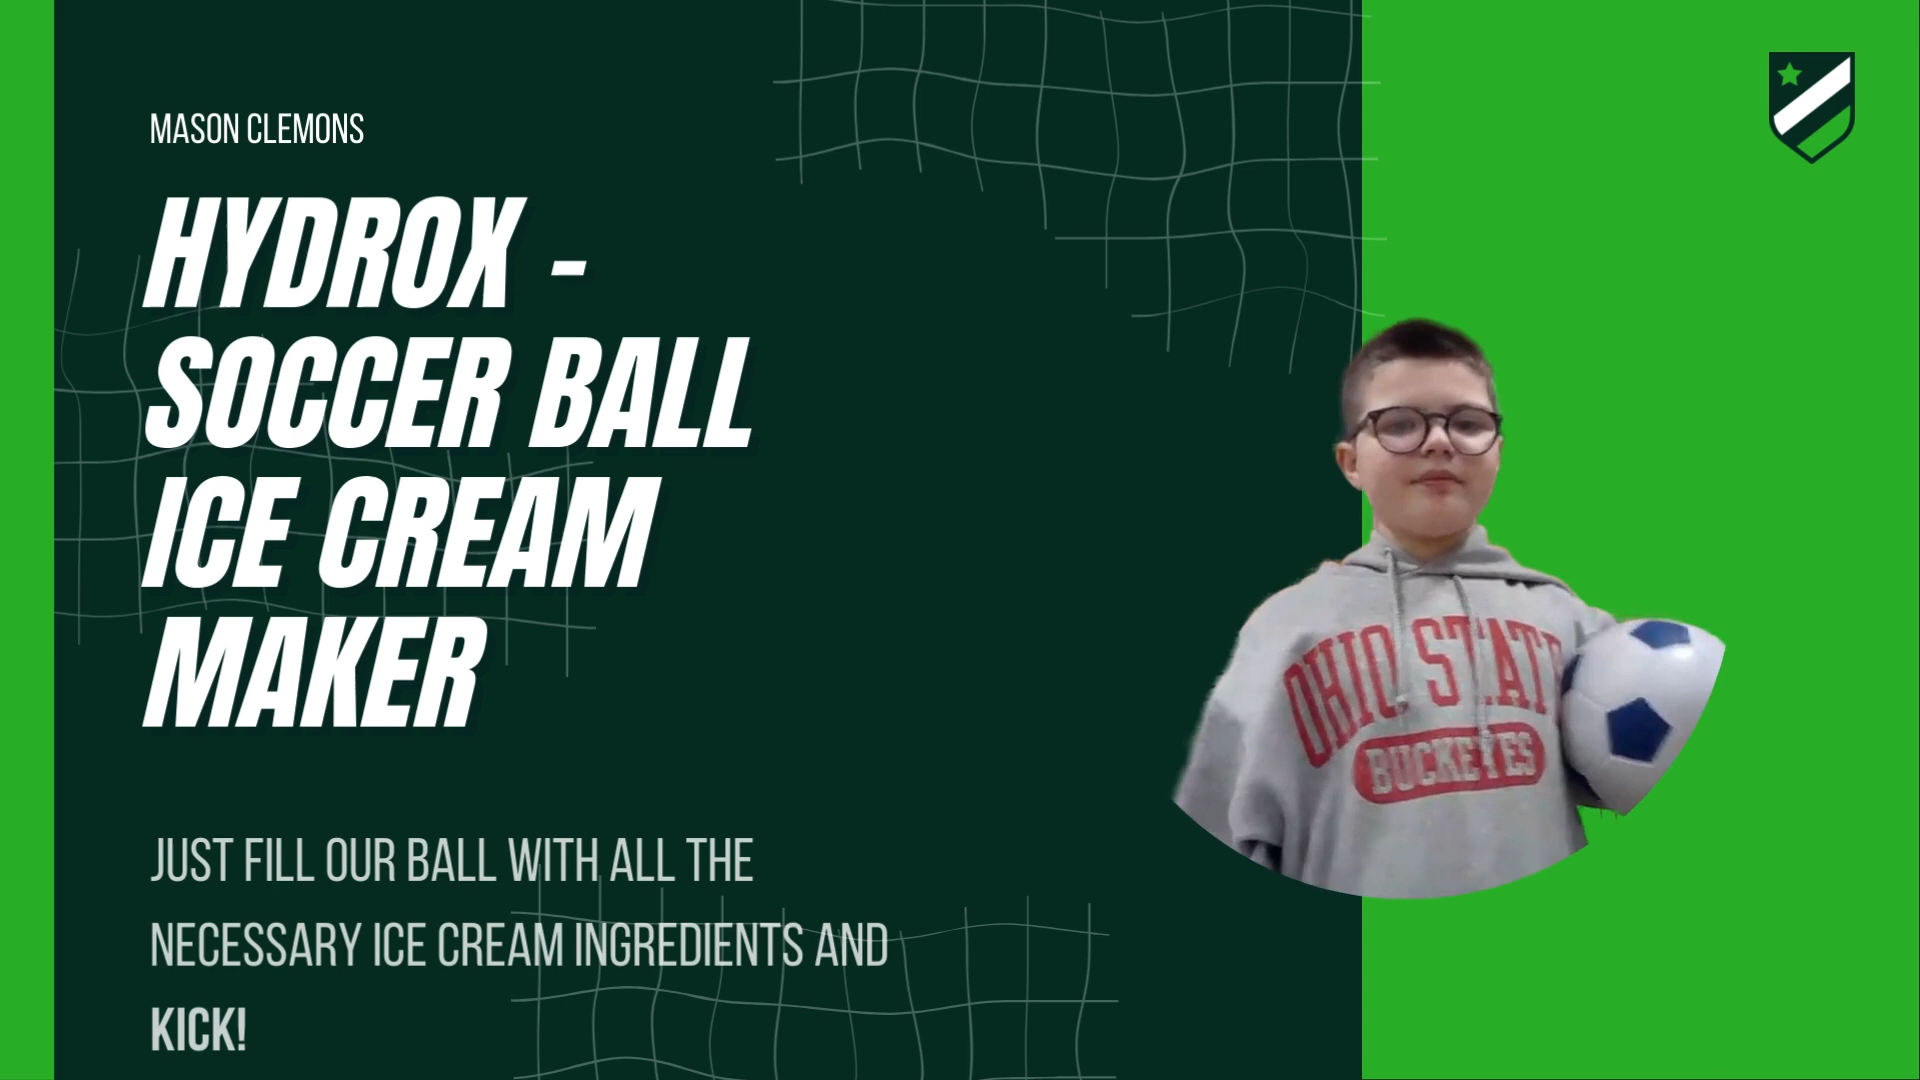 MASON CLEMONS
HYDROX -
SOCCER BALL
ICE CREAM
MAKER
JUST FILL OUR BALL WITH ALL THE
NECESSARY ICE CREAM INGREDIENTS AND
KICK!
OHIO STATE
BUCKEYES